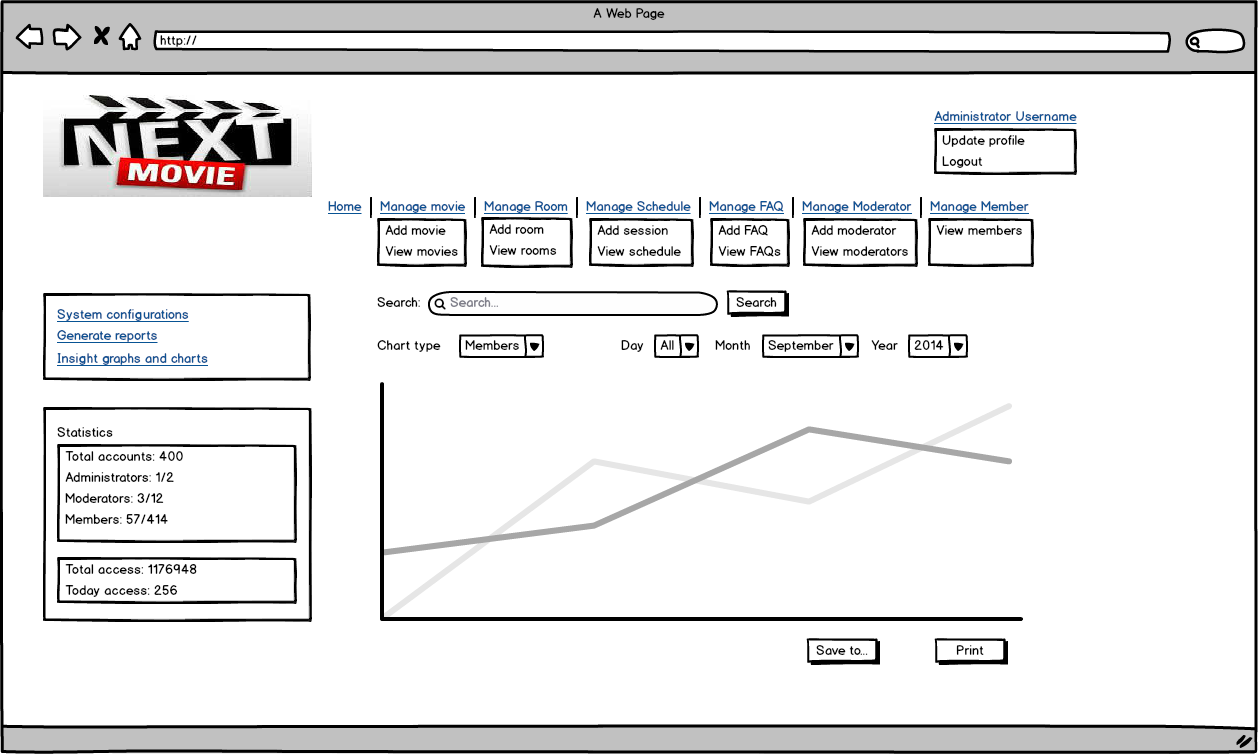 A Web Page
http://
NEXT
MOVIE
Administrator Username
Update profile
Logout
Home Manage movie Manage Room Manage Schedule Manage FAQ Manage Moderator Manage Member
Add movie Add room Add session Add FAQ Add moderator View members
View movies View rooms View schedule View FAQs View moderators
Search: Search... Search
Chart type Members Day All Month September Year 2014
System configurations
Generate reports
Insight graphs and charts
Statistics
Total accounts: 400
Administrators: 1/2
Moderators: 3/12
Members: 57/414
Total access: 1176948
Today access: 256
Save to... Print